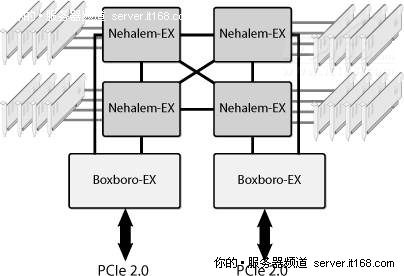 你的·服务器频道 server.it168.com
Nehalem-EX Nehalem-EX
Nehalem-EX Nehalem-EX
Boxboro-EX Boxboro-EX
PCIe 2.0 PCIe 2.0
你的·服务器频道 server.it168.com